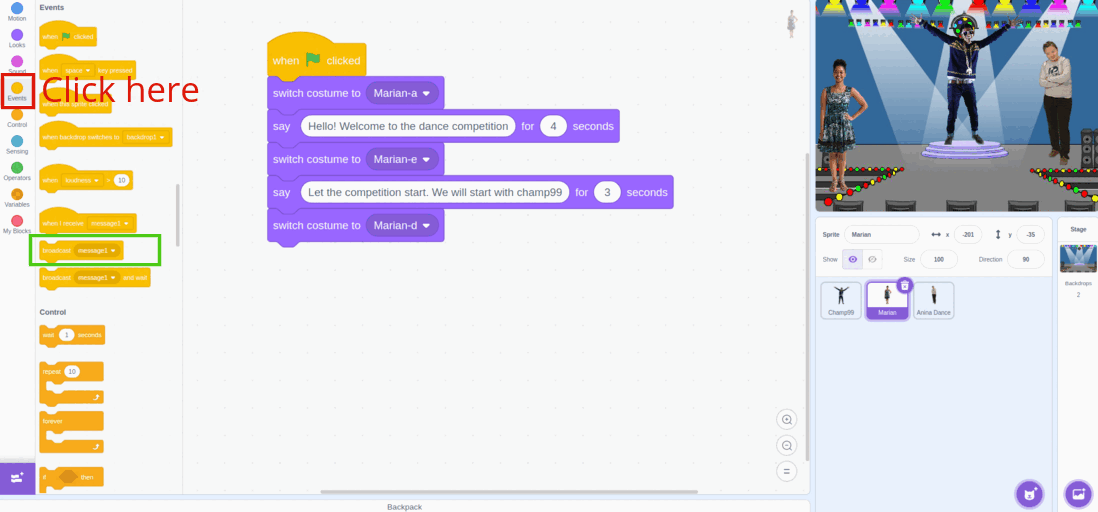 Motion
Looks
Sound
Events
Control
Sensing
Operators
Variables
My Blocks
Click here
Events
when clicked
when space key pressed
when this sprite clicked
when backdrop switches to backdrop1
when loudness > 10
when I receive message1
broadcast message1
broadcast message1 and wait
Control
wait 1 seconds
repeat 10
forever
if then
when clicked
switch costume to Marian-a
say Hello! Welcome to the dance competition for 4 seconds
switch costume to Marian-e
say Let the competition start. We will start with champ99 for 3 seconds
switch costume to Marian-d
Backpack
Sprite Marian x -201 y -35
Show Size 100 Direction 90
Champ99
Marian
Anina Dance
Stage
Backdrops
2